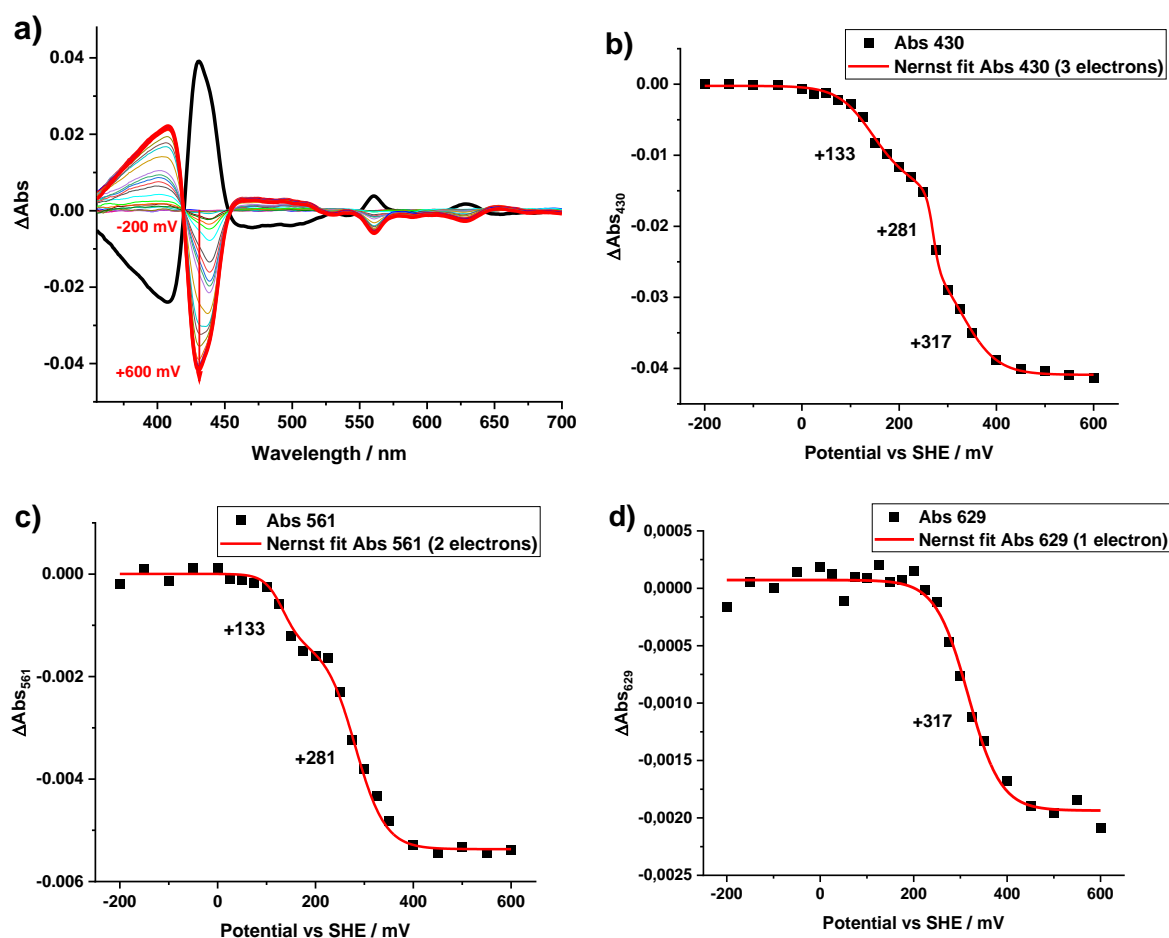 a)
0.04
0.02
0.00
-0.02
-0.04
ΔAbs
-200 mV
+600 mV
400 450 500 550 600 650 700
Wavelength / nm
b)
Abs 430
Nernst fit Abs 430 (3 electrons)
0.00
-0.01
-0.02
-0.03
-0.04
ΔAbs430
+133
+281
+317
-200 0 200 400 600
Potential vs SHE / mV
c)
Abs 561
Nernst fit Abs 561 (2 electrons)
0.000
-0.002
-0.004
-0.006
ΔAbs561
+133
+281
-200 0 200 400 600
Potential vs SHE / mV
d)
Abs 629
Nernst fit Abs 629 (1 electron)
0,0005
0,0000
-0,0005
-0,0010
-0,0015
-0,0020
-0,0025
ΔAbs629
+317
-200 0 200 400 600
Potential vs SHE / mV